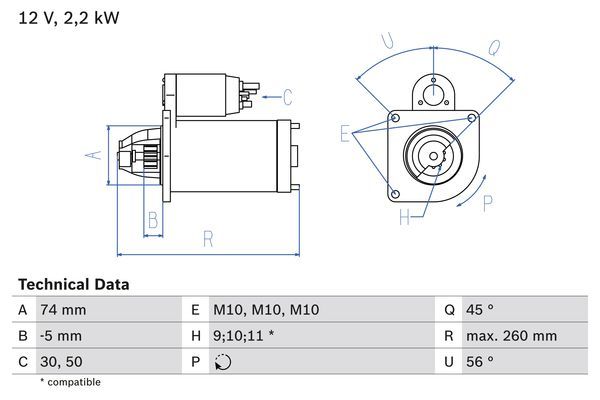 12 V, 2,2 kW
U
Q
C
E
A
B
R
H
P
Technical Data
A 74 mm E M10, M10, M10 Q 45 °
B -5 mm H 9;10;11 * R max. 260 mm
C 30, 50 P U 56 °
* compatible